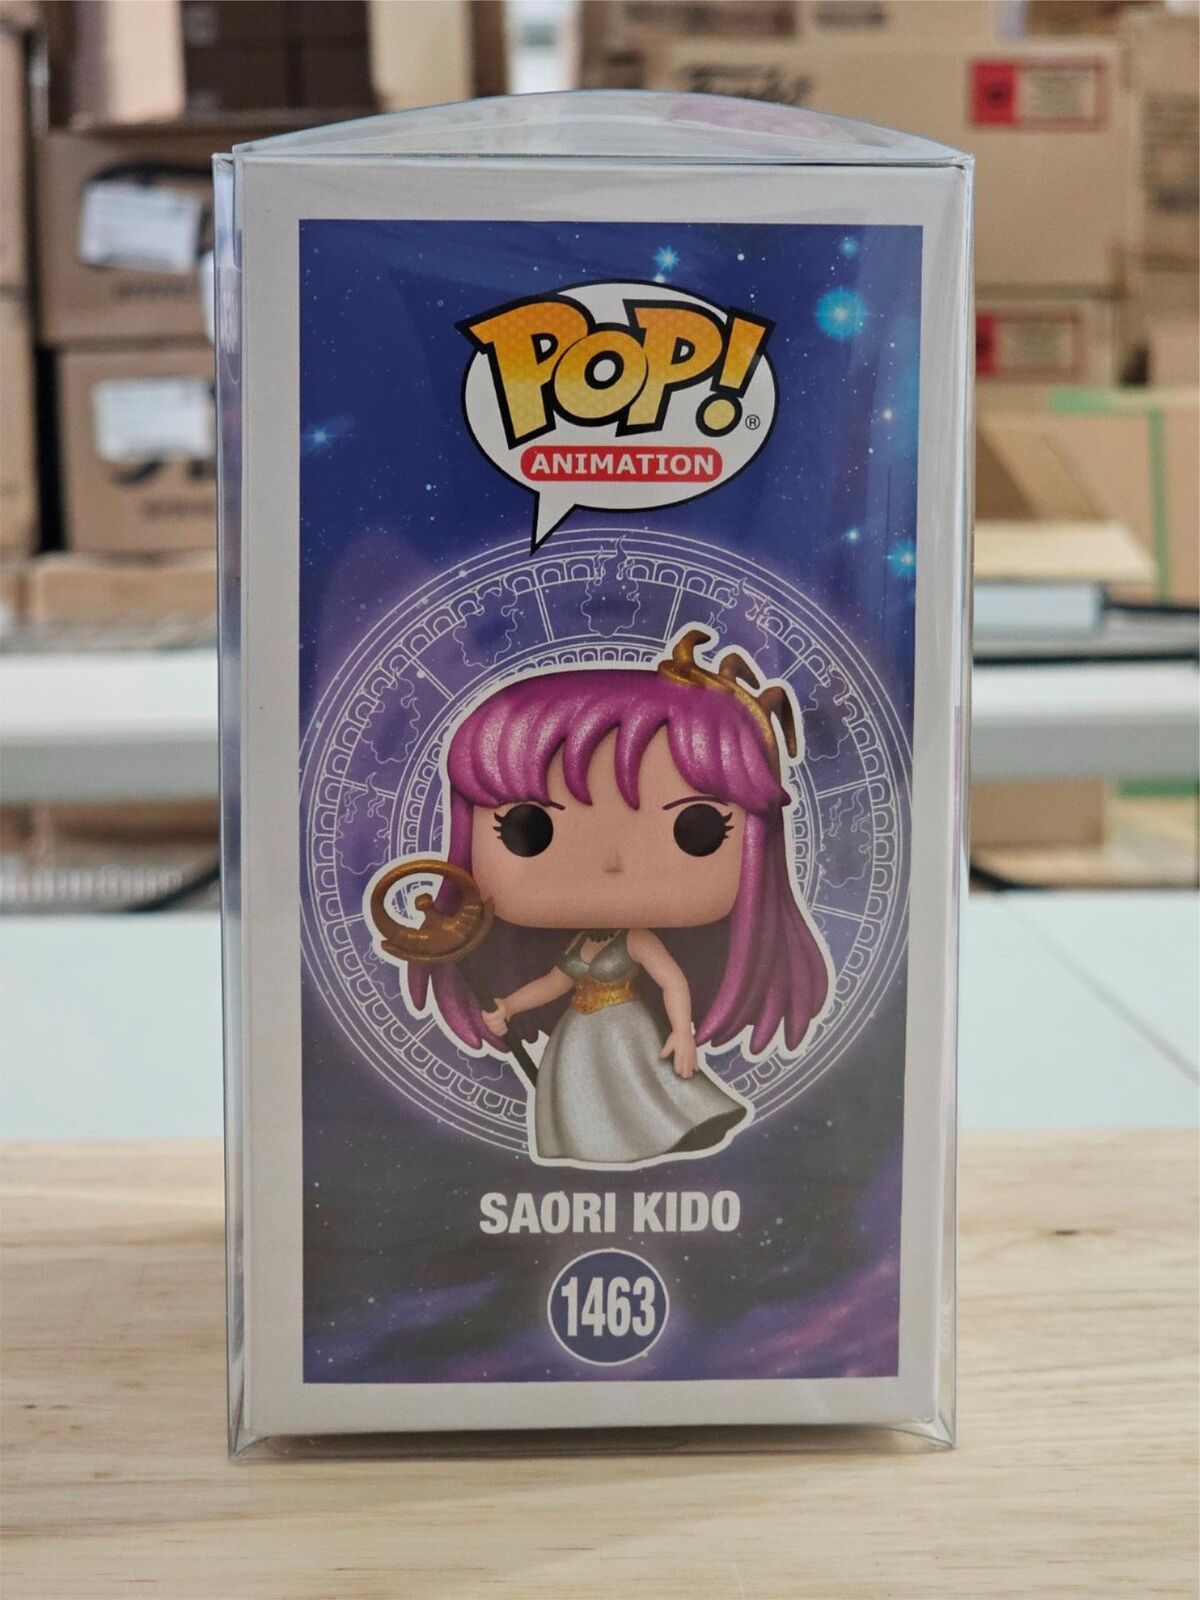 POP!
®
ANIMATION
SAORI KIDO
1463